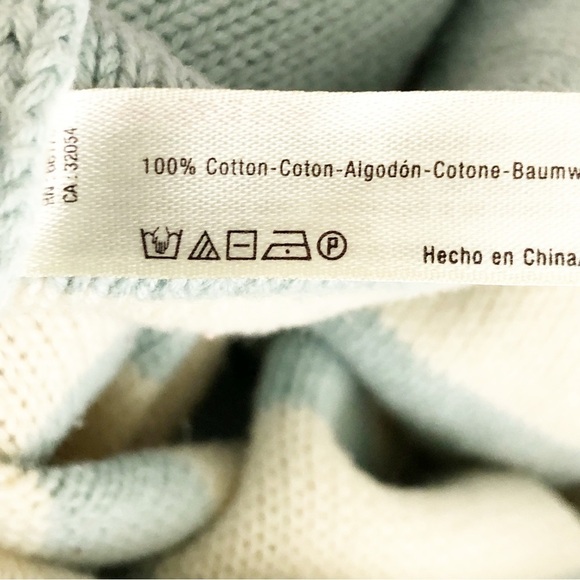 100% Cotton-Coton-Algodón-Cotone-Baumw
P
Hecho en China
CA 32054